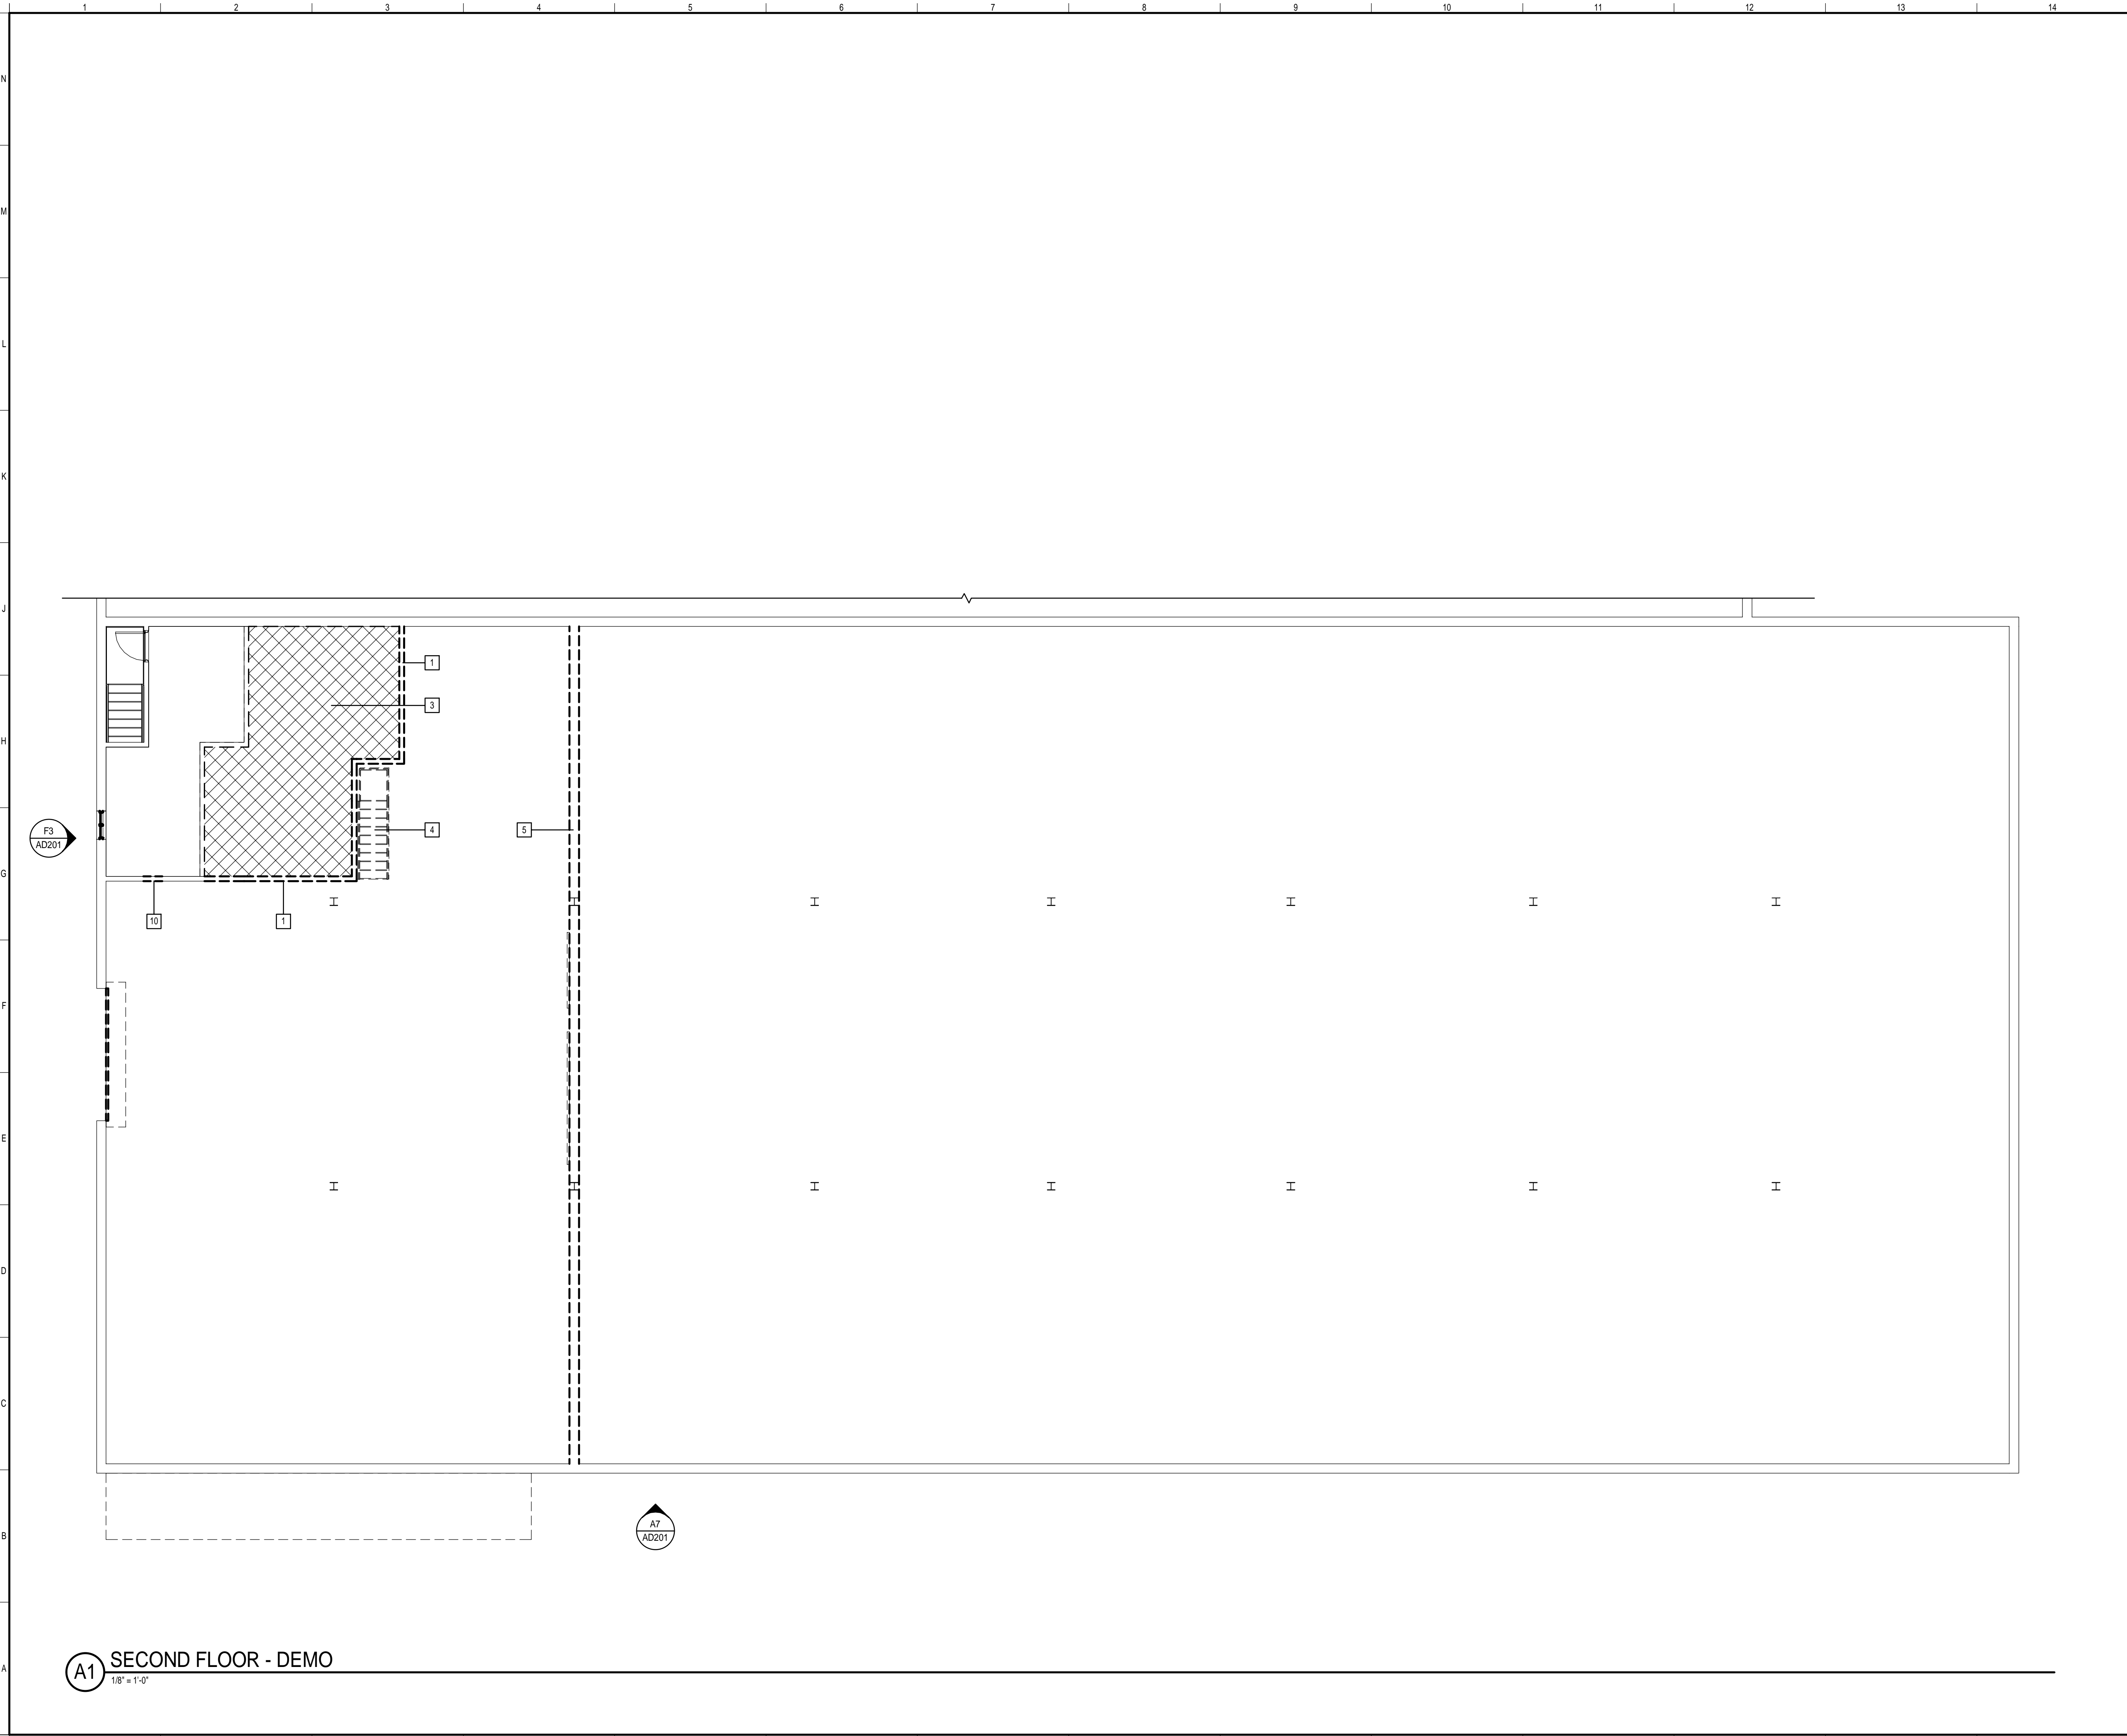 1 2 3 4 5 6 7 8 9 10 11 12 13 14
N
M
L
K
J
1
3
H
4
5
F3
AD201
G
10
1
F
E
D
C
A7
AD201
B
SECOND FLOOR - DEMO
A1
A
1/8" = 1'-0"